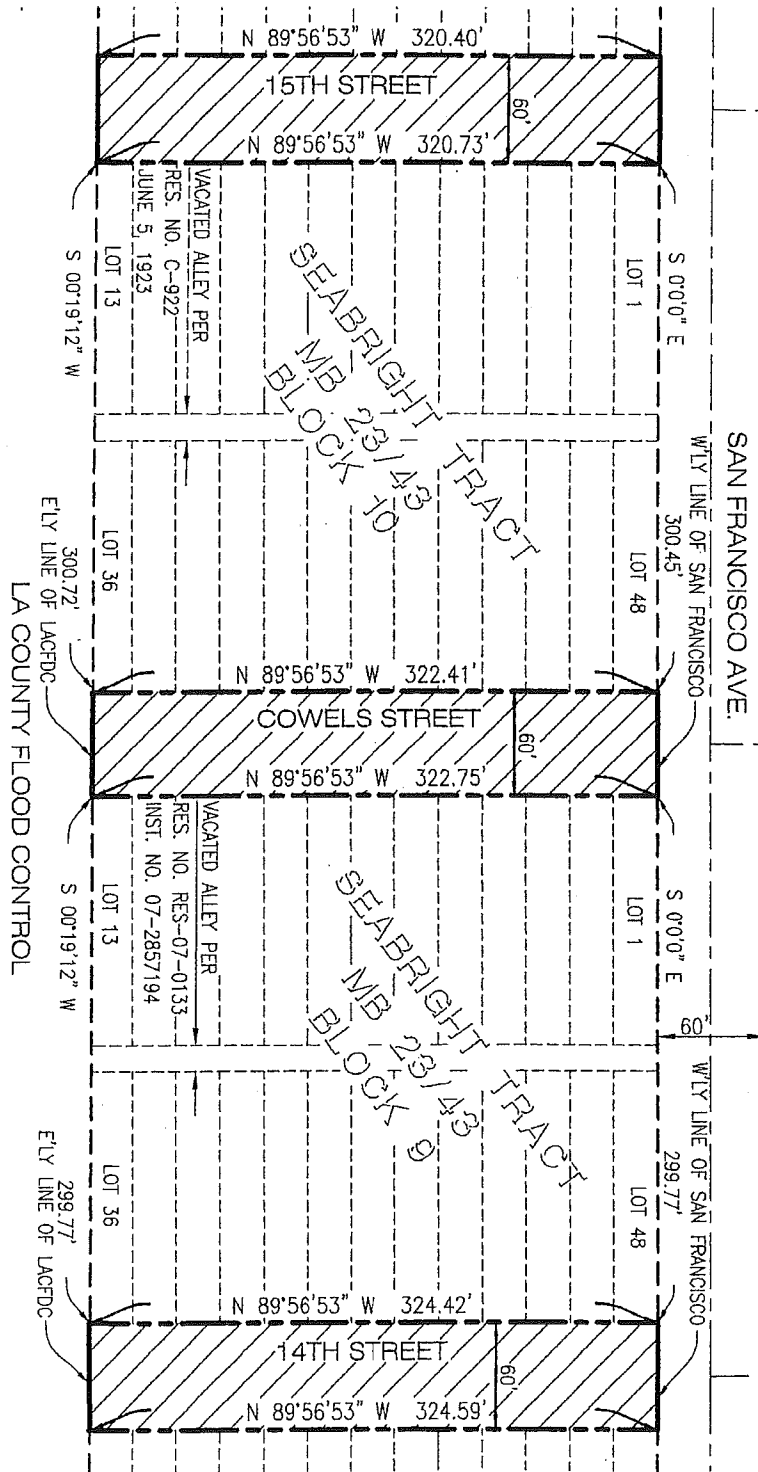 N 89°56'53" W 320.40'
15TH STREET
60'
N 89°56'53" W 320.73'
VACATED ALLEY PER
RES. NO. C-922
JUNE 5, 1923
LOT 13
S 00°19'12" W
LOT 1
S 0°0'0" E
SEABRIGHT TRACT
MB 23/43
BLOCK 10
SAN FRANCISCO AVE.
W'LY LINE OF SAN FRANCISCO
300.45'
LOT 48
LOT 36
300.72'
E'LY LINE OF LACFDC
LA COUNTY FLOOD CONTROL
N 89°56'53" W 322.41'
COWELS STREET
60'
N 89°56'53" W 322.75'
VACATED ALLEY PER
RES. NO. RES-07-0133
INST. NO. 07-2857194
LOT 13
S 00°19'12" W
LOT 1
S 0°0'0" E
60'
SEABRIGHT TRACT
MB 23/43
BLOCK 9
W'LY LINE OF SAN FRANCISCO
299.77'
LOT 48
LOT 36
299.77'
E'LY LINE OF LACFDC
N 89°56'53" W 324.42'
14TH STREET
60'
N 89°56'53" W 324.59'